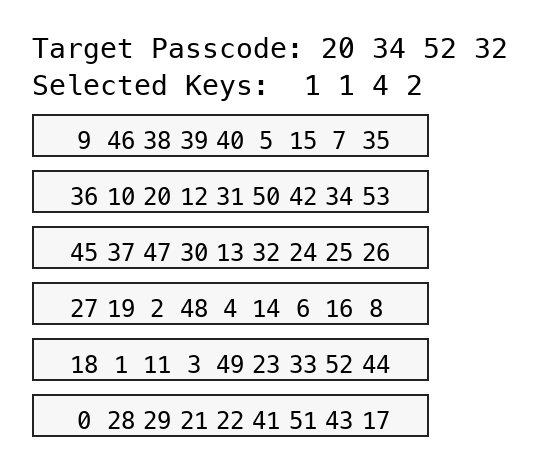 Target Passcode: 20 34 52 32
Selected Keys: 1 1 4 2
9 46 38 39 40 5 15 7 35
36 10 20 12 31 50 42 34 53
45 37 47 30 13 32 24 25 26
27 19 2 48 4 14 6 16 8
18 1 11 3 49 23 33 52 44
0 28 29 21 22 41 51 43 17